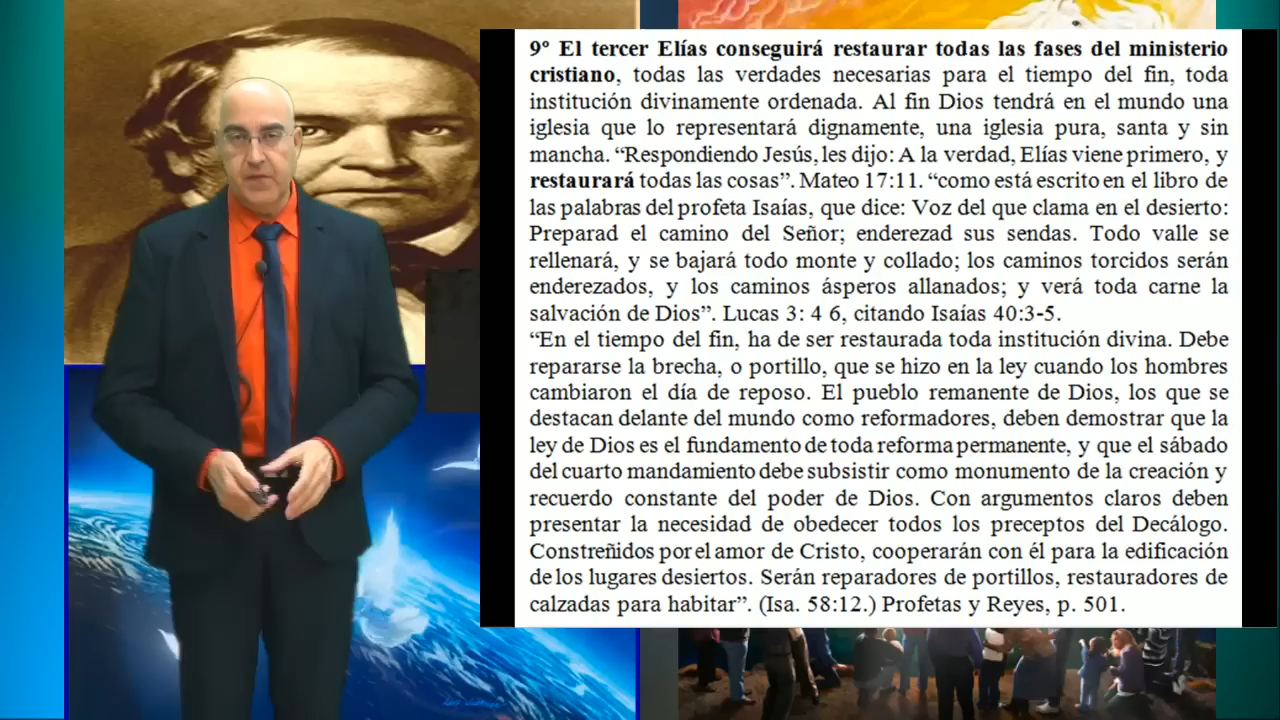 9º El tercer Elías conseguirá restaurar todas las fases del ministerio
cristiano, todas las verdades necesarias para el tiempo del fin, toda
institución divinamente ordenada. Al fin Dios tendrá en el mundo una
iglesia que lo representará dignamente, una iglesia pura, santa y sin
mancha. “Respondiendo Jesús, les dijo: A la verdad, Elías viene primero, y
restaurará todas las cosas”. Mateo 17:11. “como está escrito en el libro de
las palabras del profeta Isaías, que dice: Voz del que clama en el desierto:
Preparad el camino del Señor; enderezad sus sendas. Todo valle se
rellenará, y se bajará todo monte y collado; los caminos torcidos serán
enderezados, y los caminos ásperos allanados; y verá toda carne la
salvación de Dios”. Lucas 3: 4 6, citando Isaías 40:3-5.
“En el tiempo del fin, ha de ser restaurada toda institución divina. Debe
repararse la brecha, o portillo, que se hizo en la ley cuando los hombres
cambiaron el día de reposo. El pueblo remanente de Dios, los que se
destacan delante del mundo como reformadores, deben demostrar que la
ley de Dios es el fundamento de toda reforma permanente, y que el sábado
del cuarto mandamiento debe subsistir como monumento de la creación y
recuerdo constante del poder de Dios. Con argumentos claros deben
presentar la necesidad de obedecer todos los preceptos del Decálogo.
Constreñidos por el amor de Cristo, cooperarán con él para la edificación
de los lugares desiertos. Serán reparadores de portillos, restauradores de
calzadas para habitar”. (Isa. 58:12.) Profetas y Reyes, p. 501.